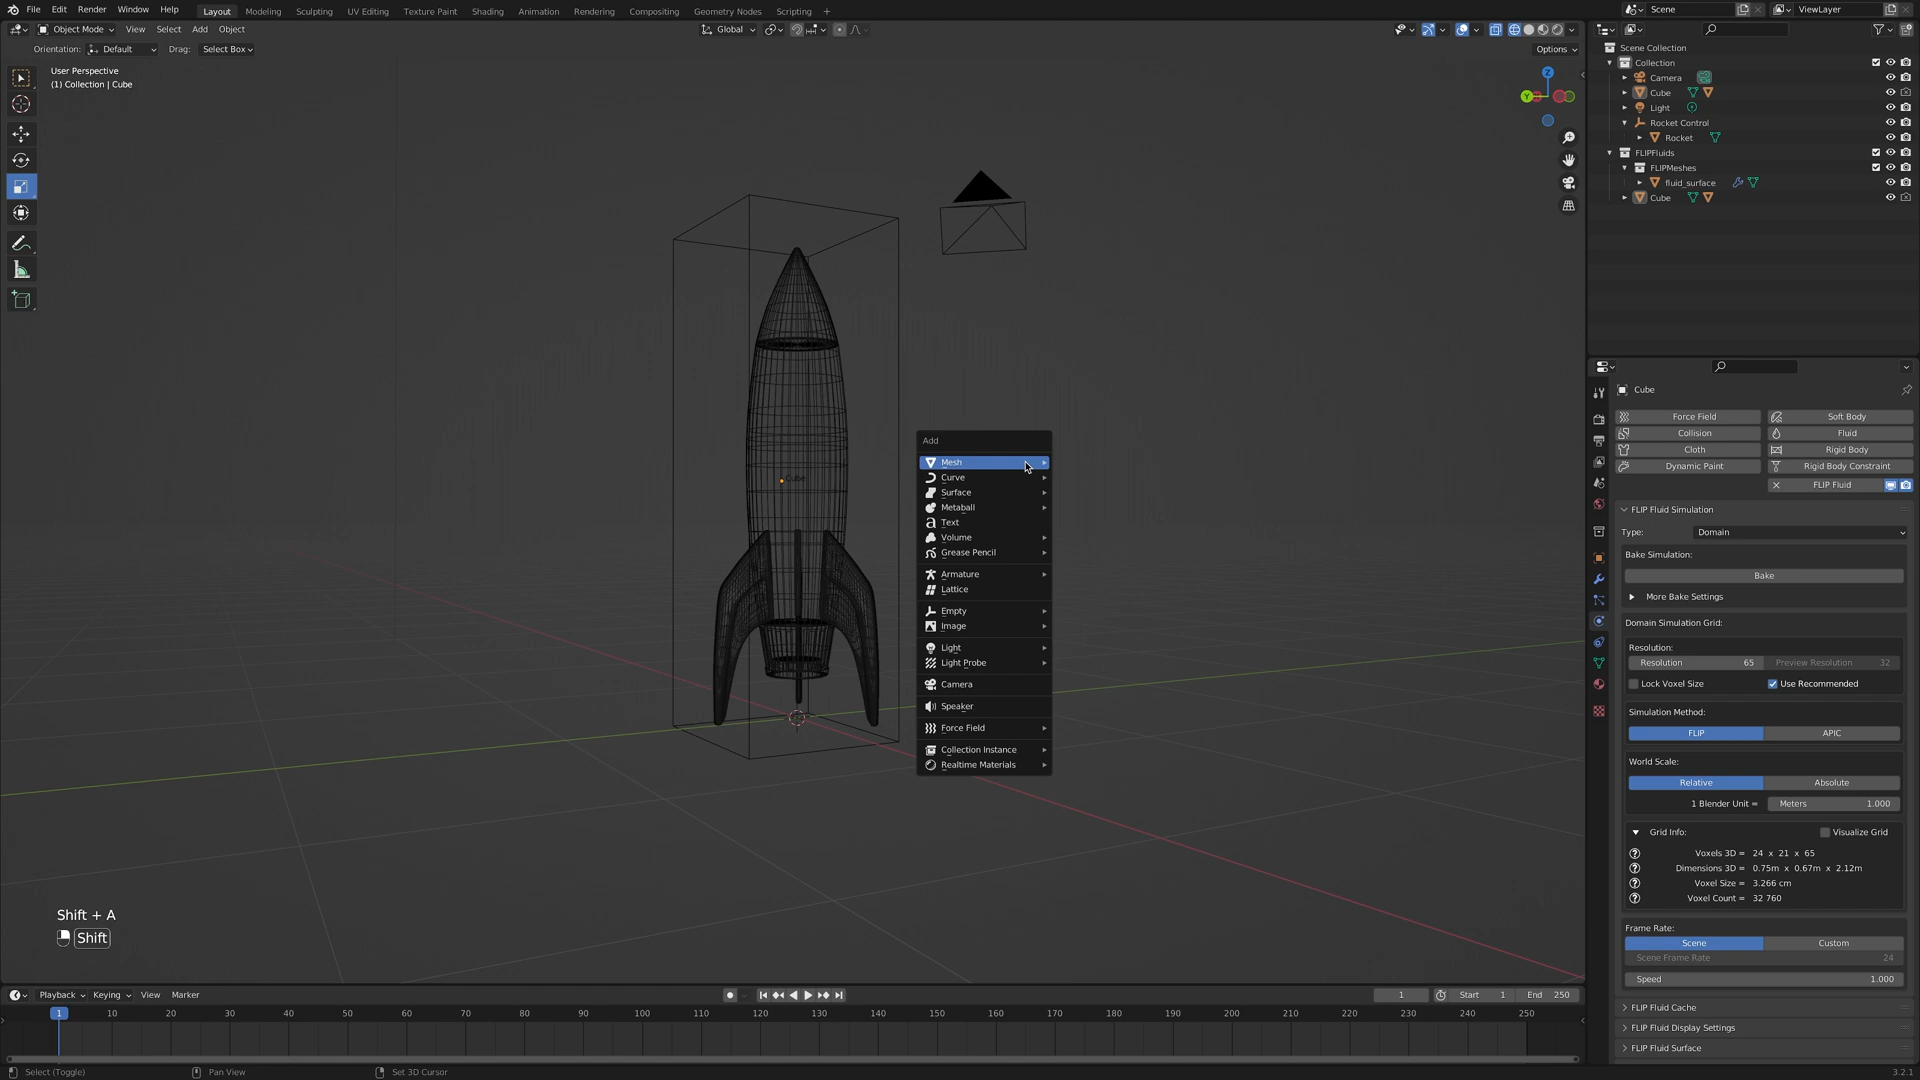 File Edit Render Window Help Layout Modeling Sculpting UV Editing Texture Paint Shading Animation Rendering Compositing Geometry Nodes Scripting + Scene ViewLayer
Object Mode View Select Add Object Global
Orientation: Default Drag: Select Box Options
User Perspective
(1) Collection | Cube
Z
Y
Cube
Add
Mesh
Curve
Surface
Metaball
Text
Volume
Grease Pencil
Armature
Lattice
Empty
Image
Light
Light Probe
Camera
Speaker
Force Field
Collection Instance
Realtime Materials
Shift + A
Shift
Scene Collection
Collection
Camera
Cube
Light
Rocket Control
Rocket
FLIPFluids
FLIPMeshes
fluid_surface
Cube
Cube
Force Field Soft Body
Collision Fluid
Cloth Rigid Body
Dynamic Paint Rigid Body Constraint
FLIP Fluid
FLIP Fluid Simulation
Type: Domain
Bake Simulation:
Bake
More Bake Settings
Domain Simulation Grid:
Resolution:
Resolution 65 Preview Resolution 32
Lock Voxel Size Use Recommended
Simulation Method:
FLIP APIC
World Scale:
Relative Absolute
1 Blender Unit = Meters 1.000
Grid Info: Visualize Grid
Voxels 3D = 24 x 21 x 65
Dimensions 3D = 0.75m x 0.67m x 2.12m
Voxel Size = 3.266 cm
Voxel Count = 32 760
Frame Rate:
Scene Custom
Scene Frame Rate 24
Speed 1.000
FLIP Fluid Cache
FLIP Fluid Display Settings
FLIP Fluid Surface
Playback Keying View Marker 1 Start 1 End 250
1 10 20 30 40 50 60 70 80 90 100 110 120 130 140 150 160 170 180 190 200 210 220 230 240 250
Select (Toggle) Pan View Set 3D Cursor 3.2.1